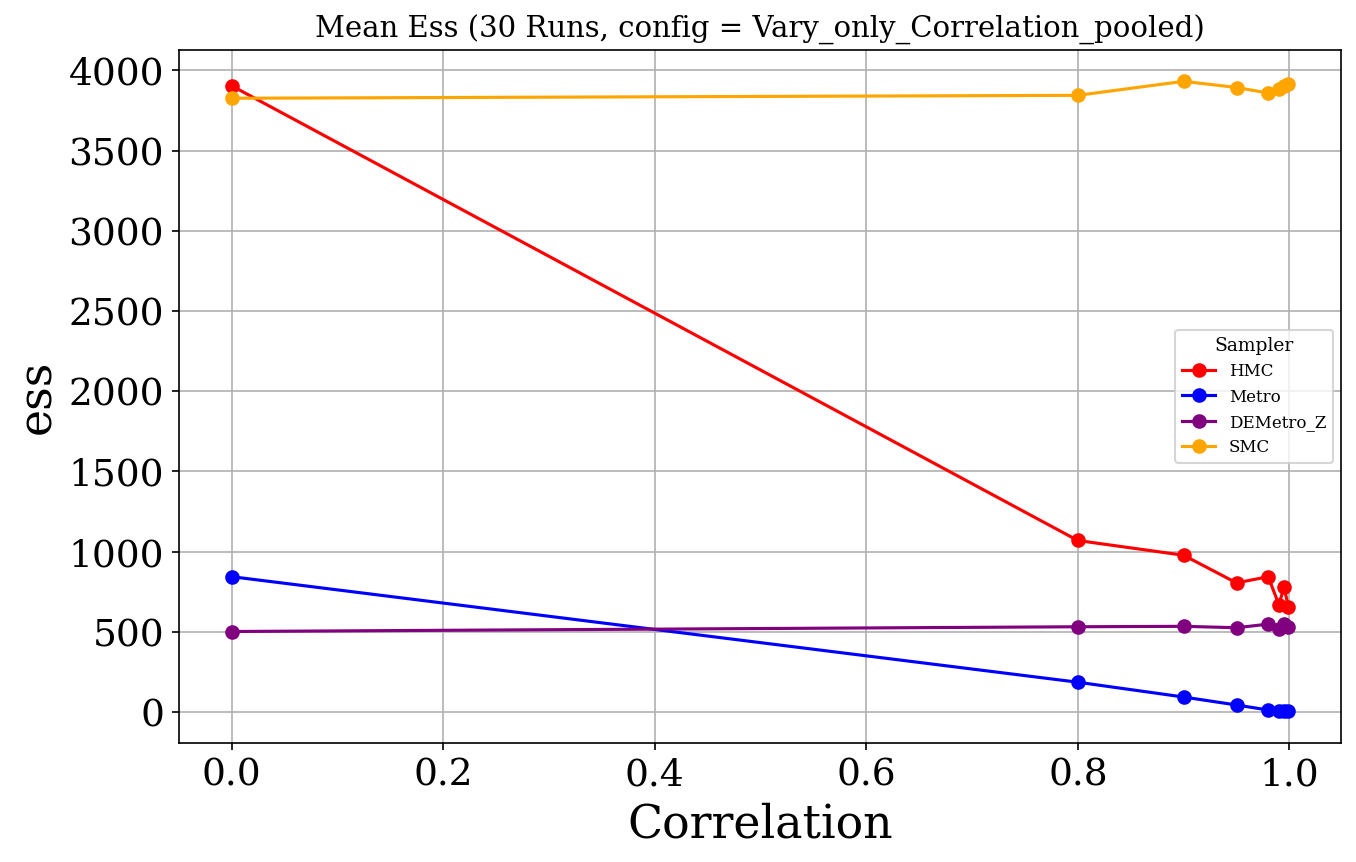 Mean Ess (30 Runs, config = Vary_only_Correlation_pooled)
4000
3500
3000
2500
2000
1500
1000
500
0
ess
Sampler
HMC
Metro
DEMetro_Z
SMC
0.0 0.2 0.4 0.6 0.8 1.0
Correlation